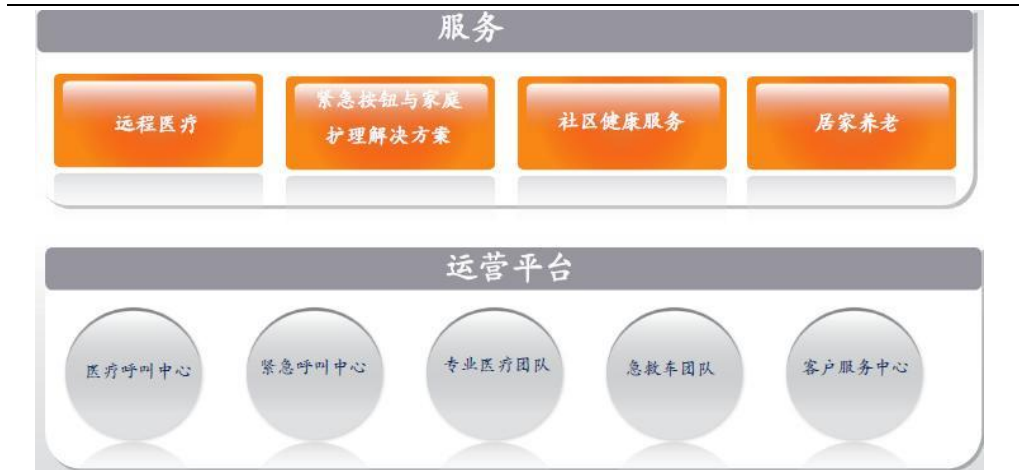 服务
远程医疗
紧急按钮与家庭
护理解决方案
社区健康服务
居家养老
运营平台
医疗呼叫中心
紧急呼叫中心
专业医疗团队
急救车团队
客户服务中心